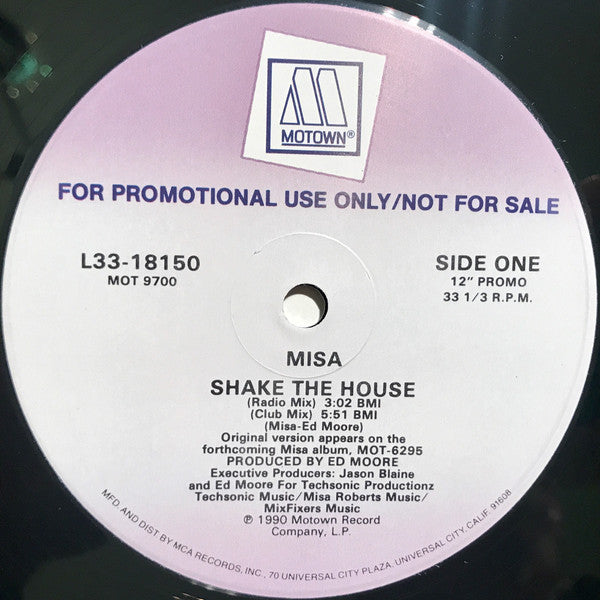 MOTOWN®
FOR PROMOTIONAL USE ONLY/NOT FOR SALE
L33-18150
MOT 9700
SIDE ONE
12" PROMO
33 1/3 R.P.M.
MISA
SHAKE THE HOUSE
(Radio Mix) 3:02 BMI
(Club Mix) 5:51 BMI
(Misa-Ed Moore)
Original version appears on the
forthcoming Misa album, MOT-6295
PRODUCED BY ED MOORE
Executive Producers: Jason Blaine
and Ed Moore For Techsonic Productionz
Techsonic Music/Misa Roberts Music/
MixFixers Music
℗ 1990 Motown Record
Company, L.P.
MFD. AND DIST BY MCA RECORDS, INC., 70 UNIVERSAL CITY PLAZA, UNIVERSAL CITY, CALIF. 91608